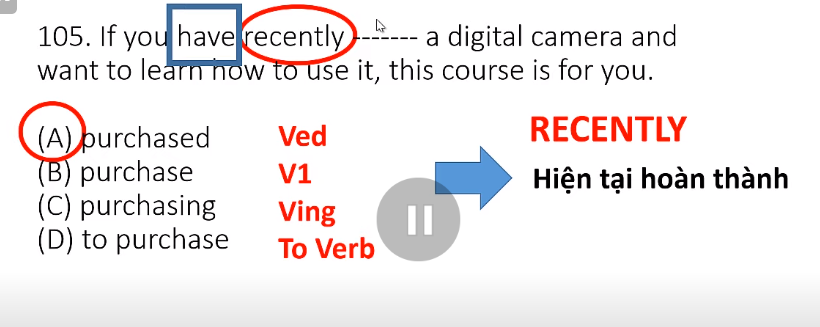 105. If you have recently ------- a digital camera and
want to learn how to use it, this course is for you.
(A) purchased Ved
(B) purchase V1
(C) purchasing Ving
(D) to purchase To Verb
RECENTLY
Hiện tại hoàn thành